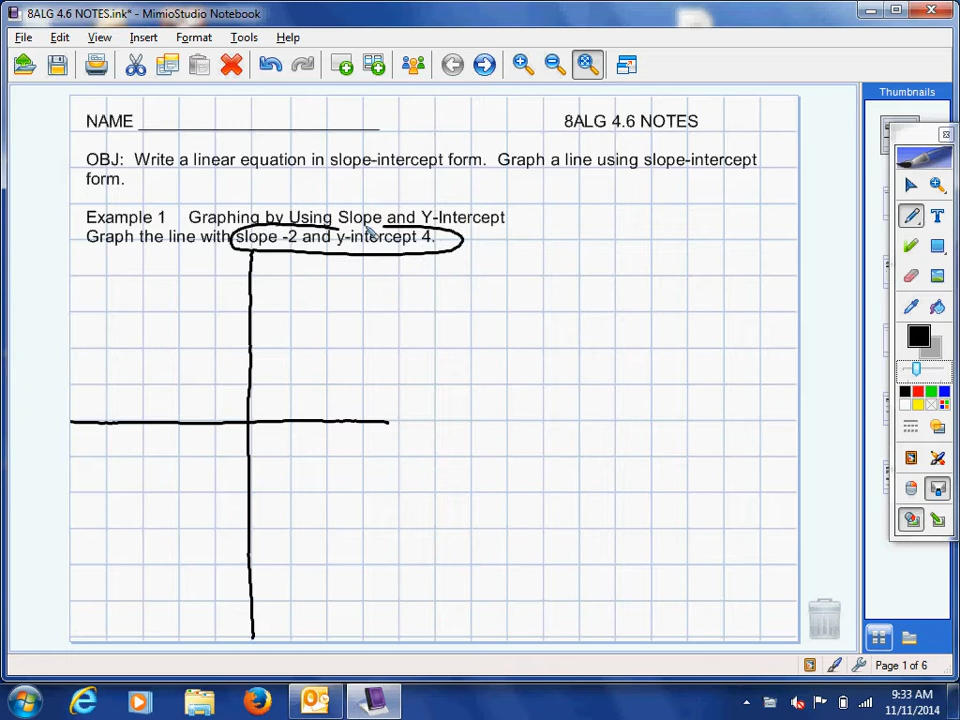 8ALG 4.6 NOTES.ink* - MimioStudio Notebook
File Edit View Insert Format Tools Help
Thumbnails
NAME ___________________________ 8ALG 4.6 NOTES
OBJ: Write a linear equation in slope-intercept form. Graph a line using slope-intercept
form.
Example 1 Graphing by Using Slope and Y-Intercept
Graph the line with slope -2 and y-intercept 4.
T
Page 1 of 6
9:33 AM
11/11/2014